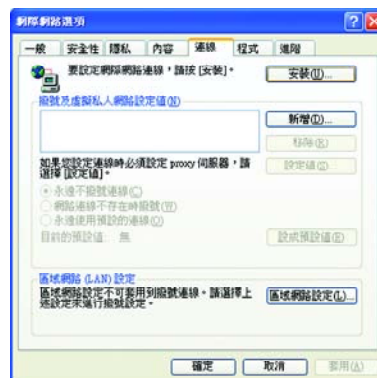 網際網路選項
一般 安全性 隱私 內容 連線 程式 進階
要設定網際網路連線，請按 [安裝]。
安裝(U)...
撥號及虛擬私人網路設定值(N)
新增(D)...
移除(R)
如果您設定連線時必須設定 proxy 伺服器，請
選擇 [設定值]。
設定值(S)
永遠不撥號連線(C)
網路連線不存在時撥號(W)
永遠使用預設的連線(O)
目前的預設值: 無
設成預設值(E)
區域網路 (LAN) 設定
區域網路設定不可套用到撥號連線。請選擇上
述設定來進行撥號設定。
區域網路設定(L)...
確定 取消 套用(A)